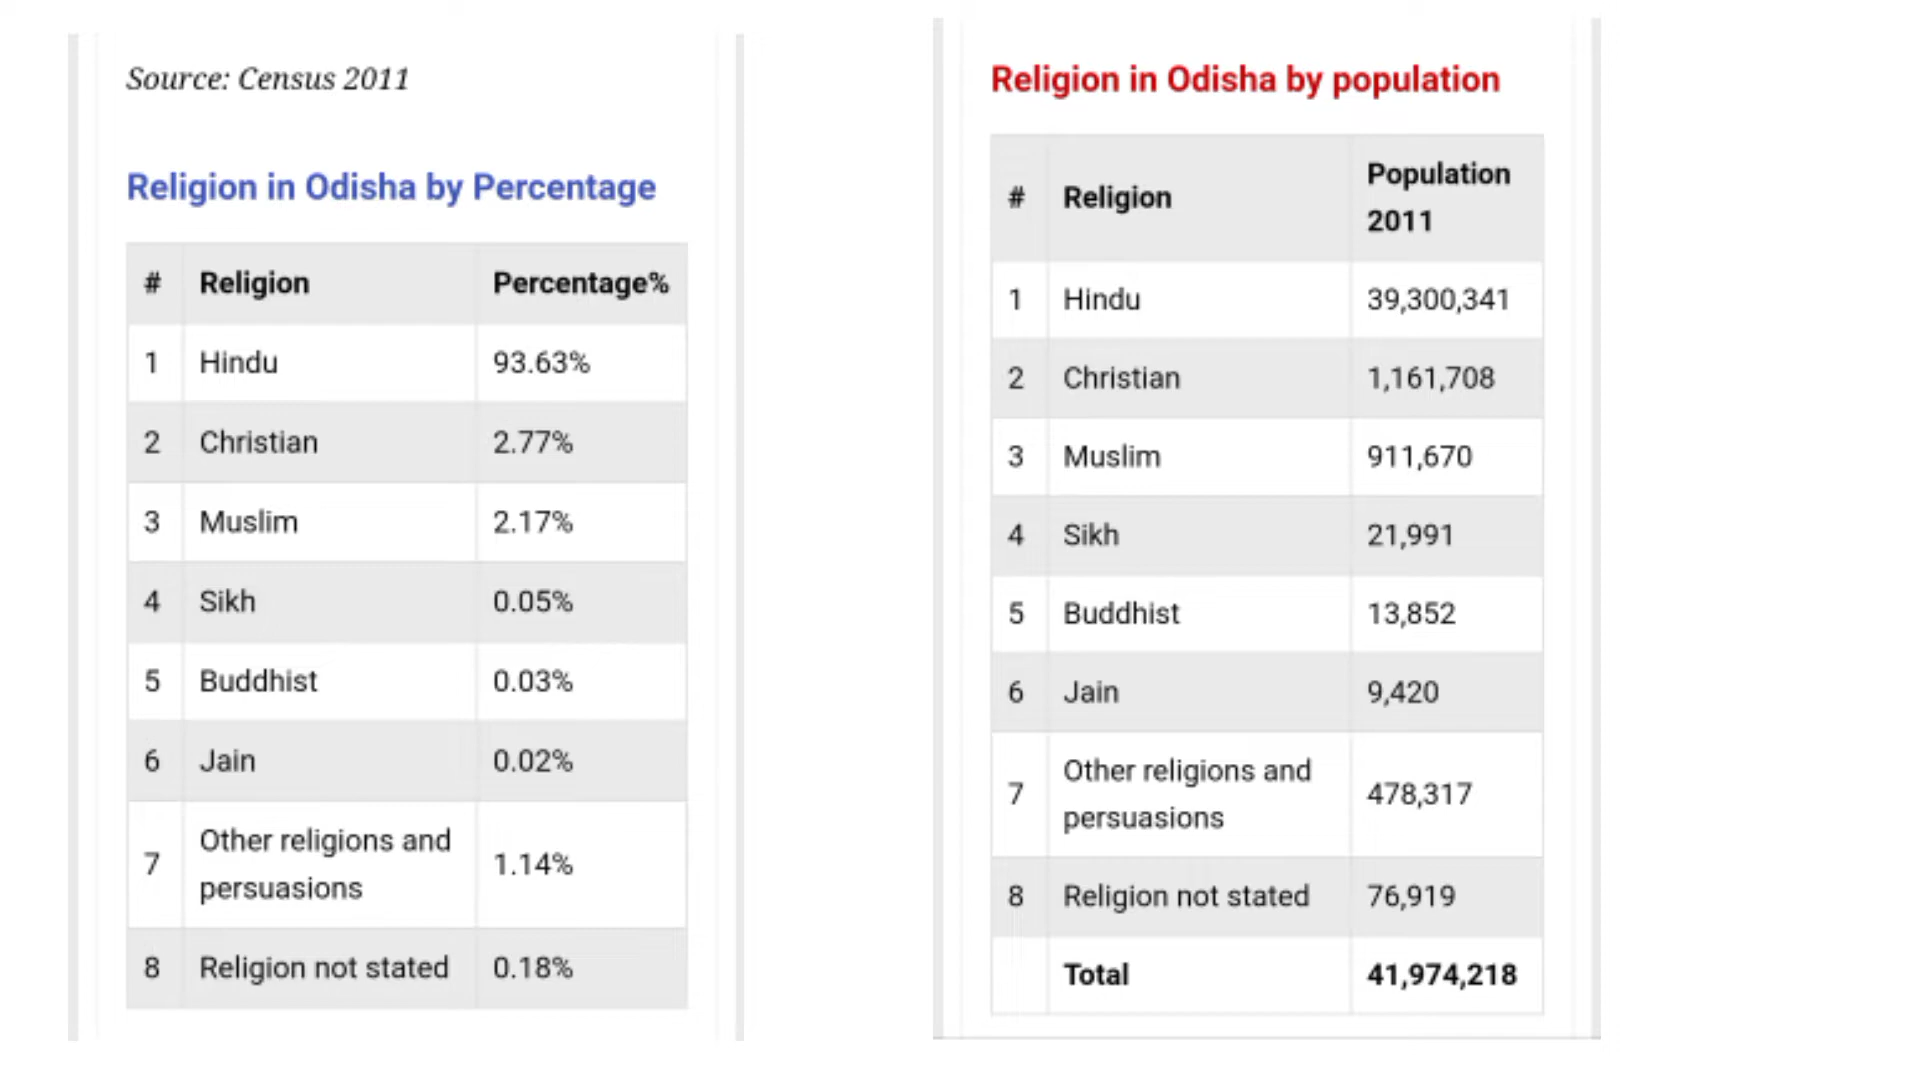 Source: Census 2011
Religion in Odisha by Percentage
# Religion Percentage%
1 Hindu 93.63%
2 Christian 2.77%
3 Muslim 2.17%
4 Sikh 0.05%
5 Buddhist 0.03%
6 Jain 0.02%
7 Other religions and persuasions 1.14%
8 Religion not stated 0.18%
Religion in Odisha by population
# Religion Population 2011
1 Hindu 39,300,341
2 Christian 1,161,708
3 Muslim 911,670
4 Sikh 21,991
5 Buddhist 13,852
6 Jain 9,420
7 Other religions and persuasions 478,317
8 Religion not stated 76,919
Total 41,974,218